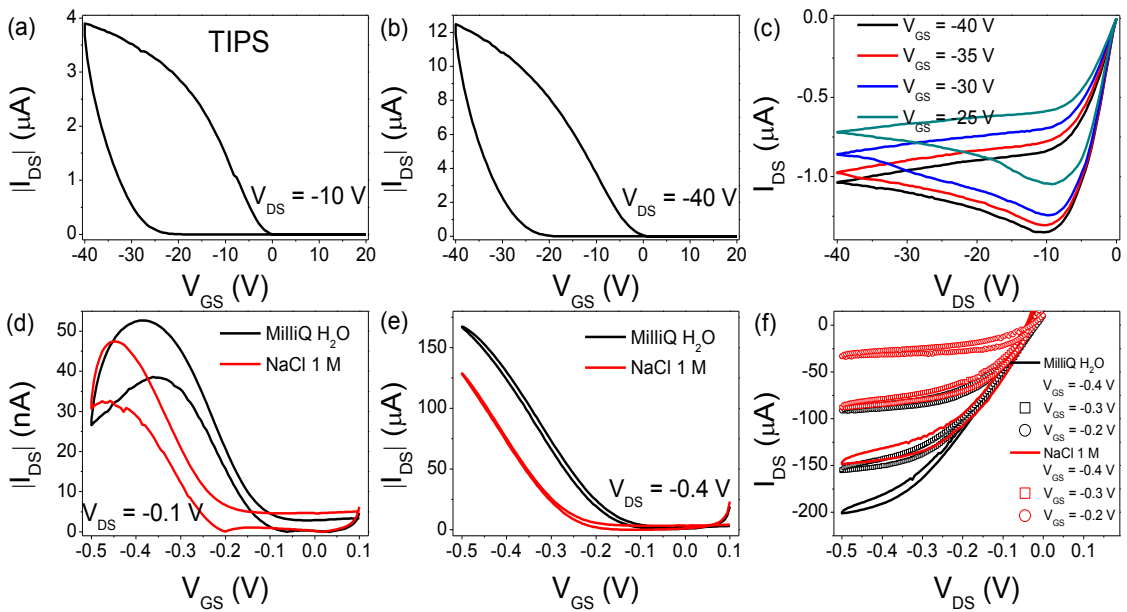 (a)
TIPS
V_DS = -10 V
|I_DS| (μA)
4
3
2
1
0
-40 -30 -20 -10 0 10 20
V_GS (V)
(b)
V_DS = -40 V
|I_DS| (μA)
14
12
10
8
6
4
2
0
-40 -30 -20 -10 0 10 20
V_GS (V)
(c)
V_GS = -40 V
V_GS = -35 V
V_GS = -30 V
V_GS = -25 V
I_DS (μA)
0.0
-0.5
-1.0
-40 -30 -20 -10 0
V_DS (V)
(d)
MilliQ H₂O
NaCl 1 M
V_DS = -0.1 V
|I_DS| (nA)
50
40
30
20
10
0
-0.5 -0.4 -0.3 -0.2 -0.1 0.0 0.1
V_GS (V)
(e)
MilliQ H₂O
NaCl 1 M
V_DS = -0.4 V
|I_DS| (μA)
150
100
50
0
-0.5 -0.4 -0.3 -0.2 -0.1 0.0 0.1
V_GS (V)
(f)
MilliQ H₂O
V_GS = -0.4 V
V_GS = -0.3 V
V_GS = -0.2 V
NaCl 1 M
V_GS = -0.4 V
V_GS = -0.3 V
V_GS = -0.2 V
I_DS (μA)
0
-50
-100
-150
-200
-0.5 -0.4 -0.3 -0.2 -0.1 0.0
V_DS (V)